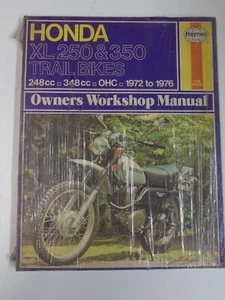 HONDA
XL 250 & 350
TRAIL BIKES
248cc □ 348cc □ OHC □ 1972 to 1976
Owners Workshop Manual
Haynes